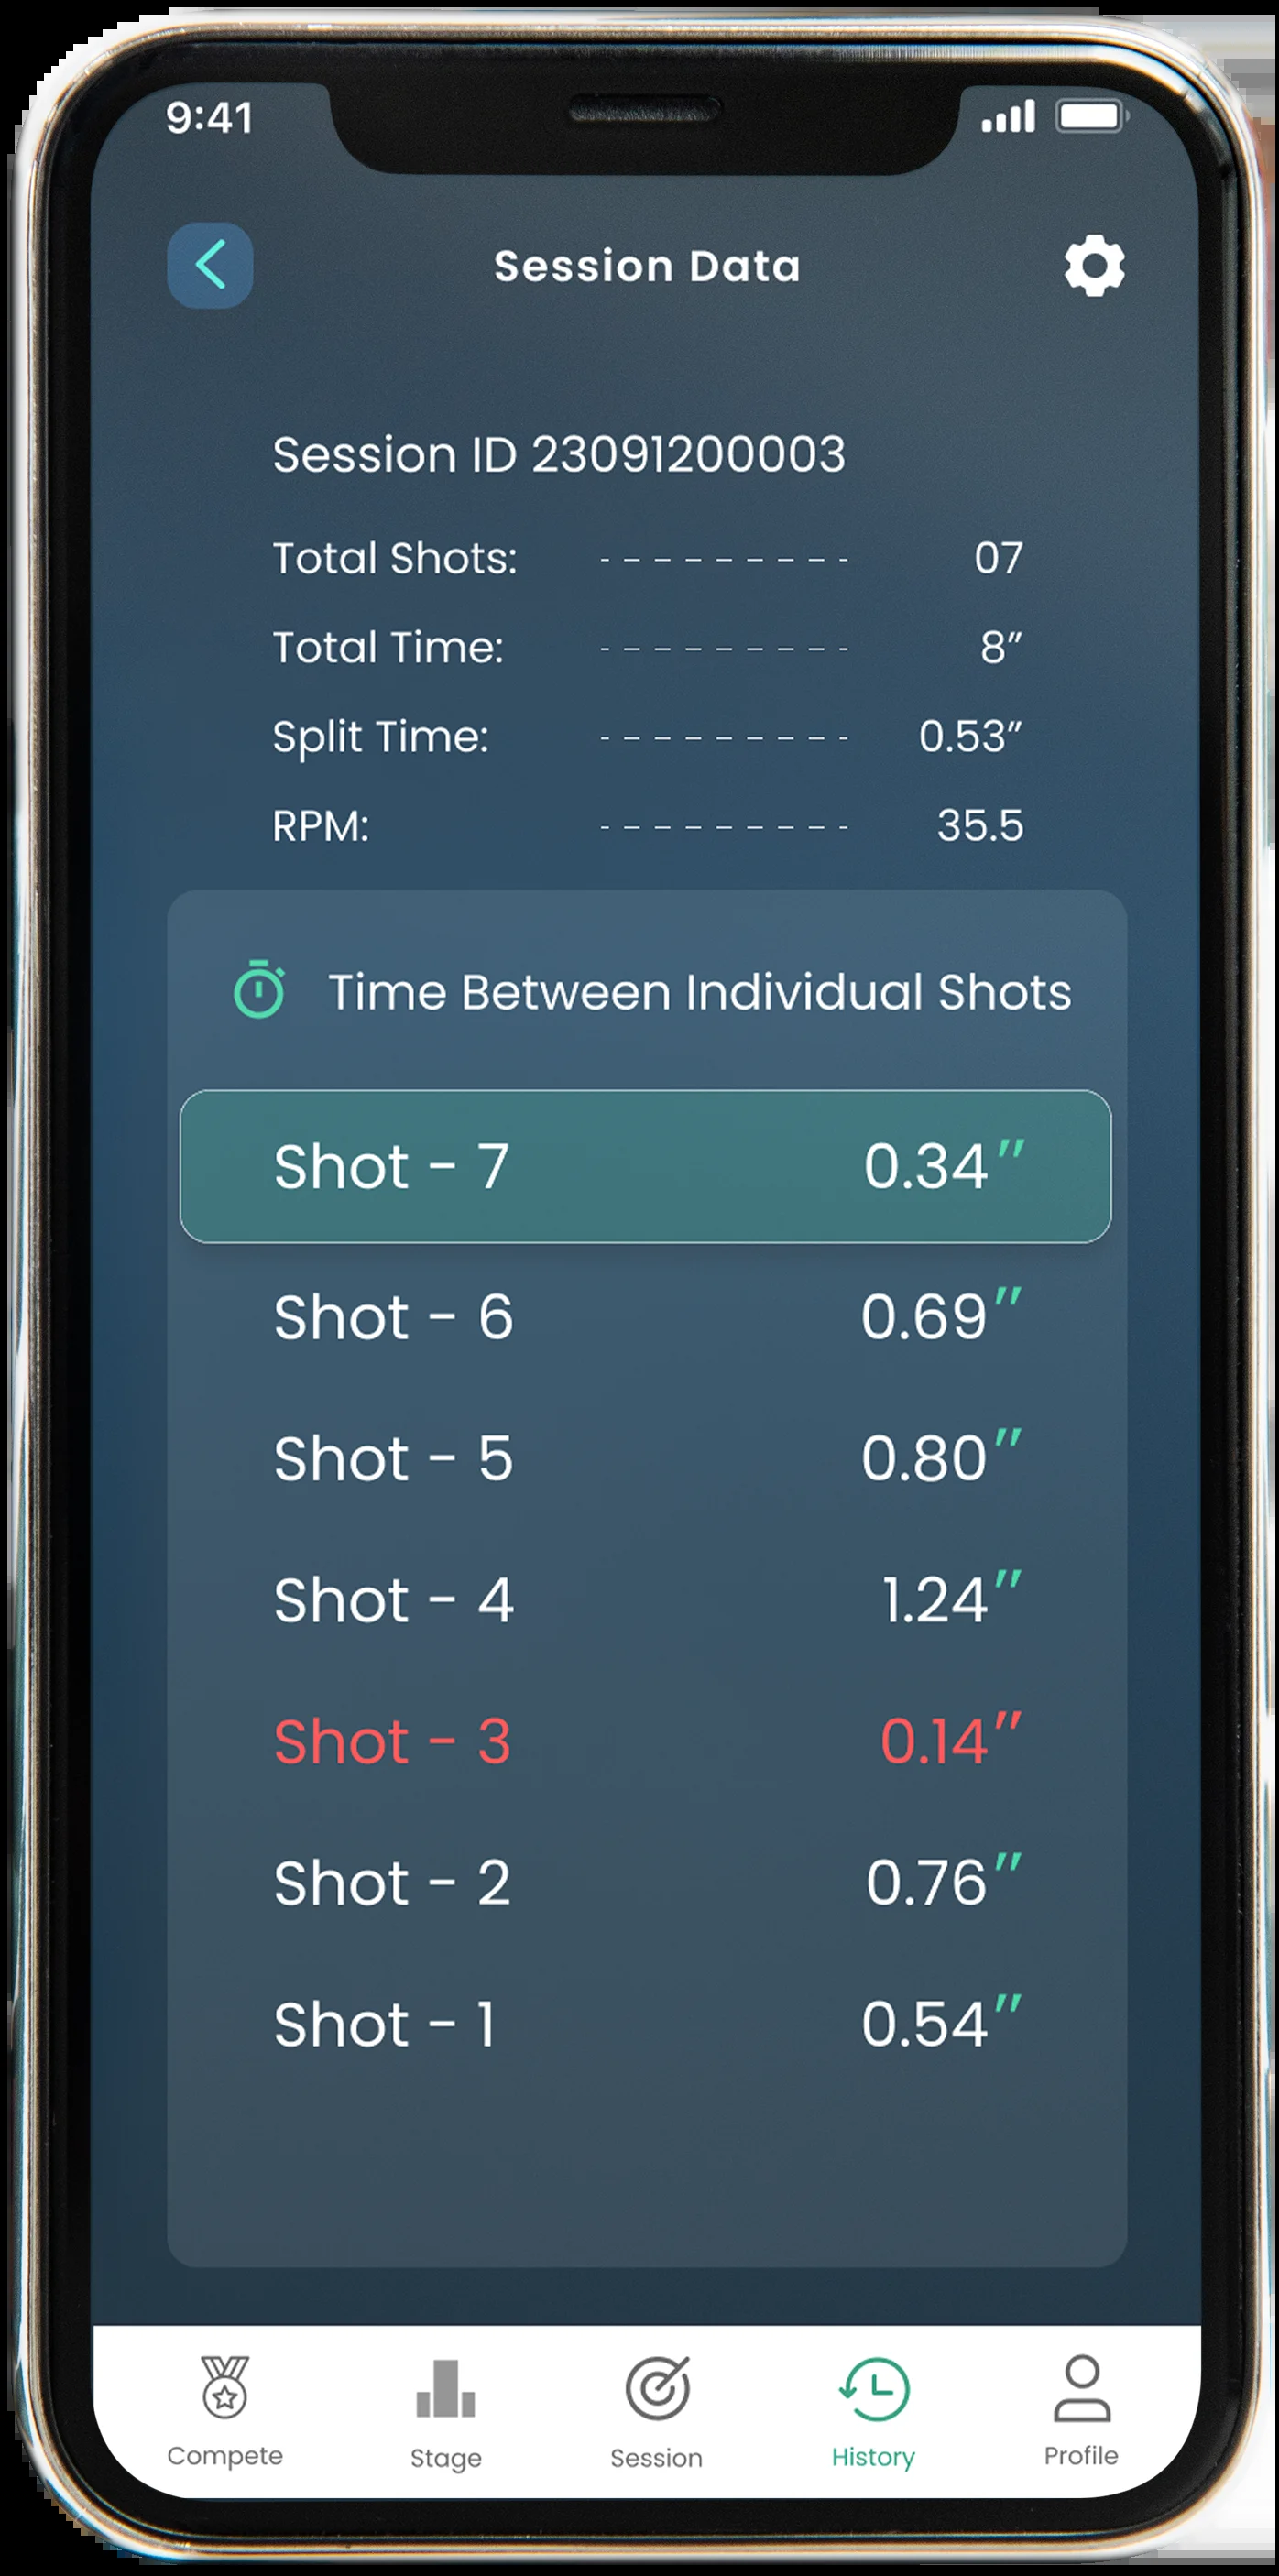 9:41
Session Data
Session ID 23091200003
Total Shots: --------- 07
Total Time: --------- 8”
Split Time: --------- 0.53”
RPM: --------- 35.5
Time Between Individual Shots
Shot - 7 0.34”
Shot - 6 0.69”
Shot - 5 0.80”
Shot - 4 1.24”
Shot - 3 0.14”
Shot - 2 0.76”
Shot - 1 0.54”
Compete Stage Session History Profile